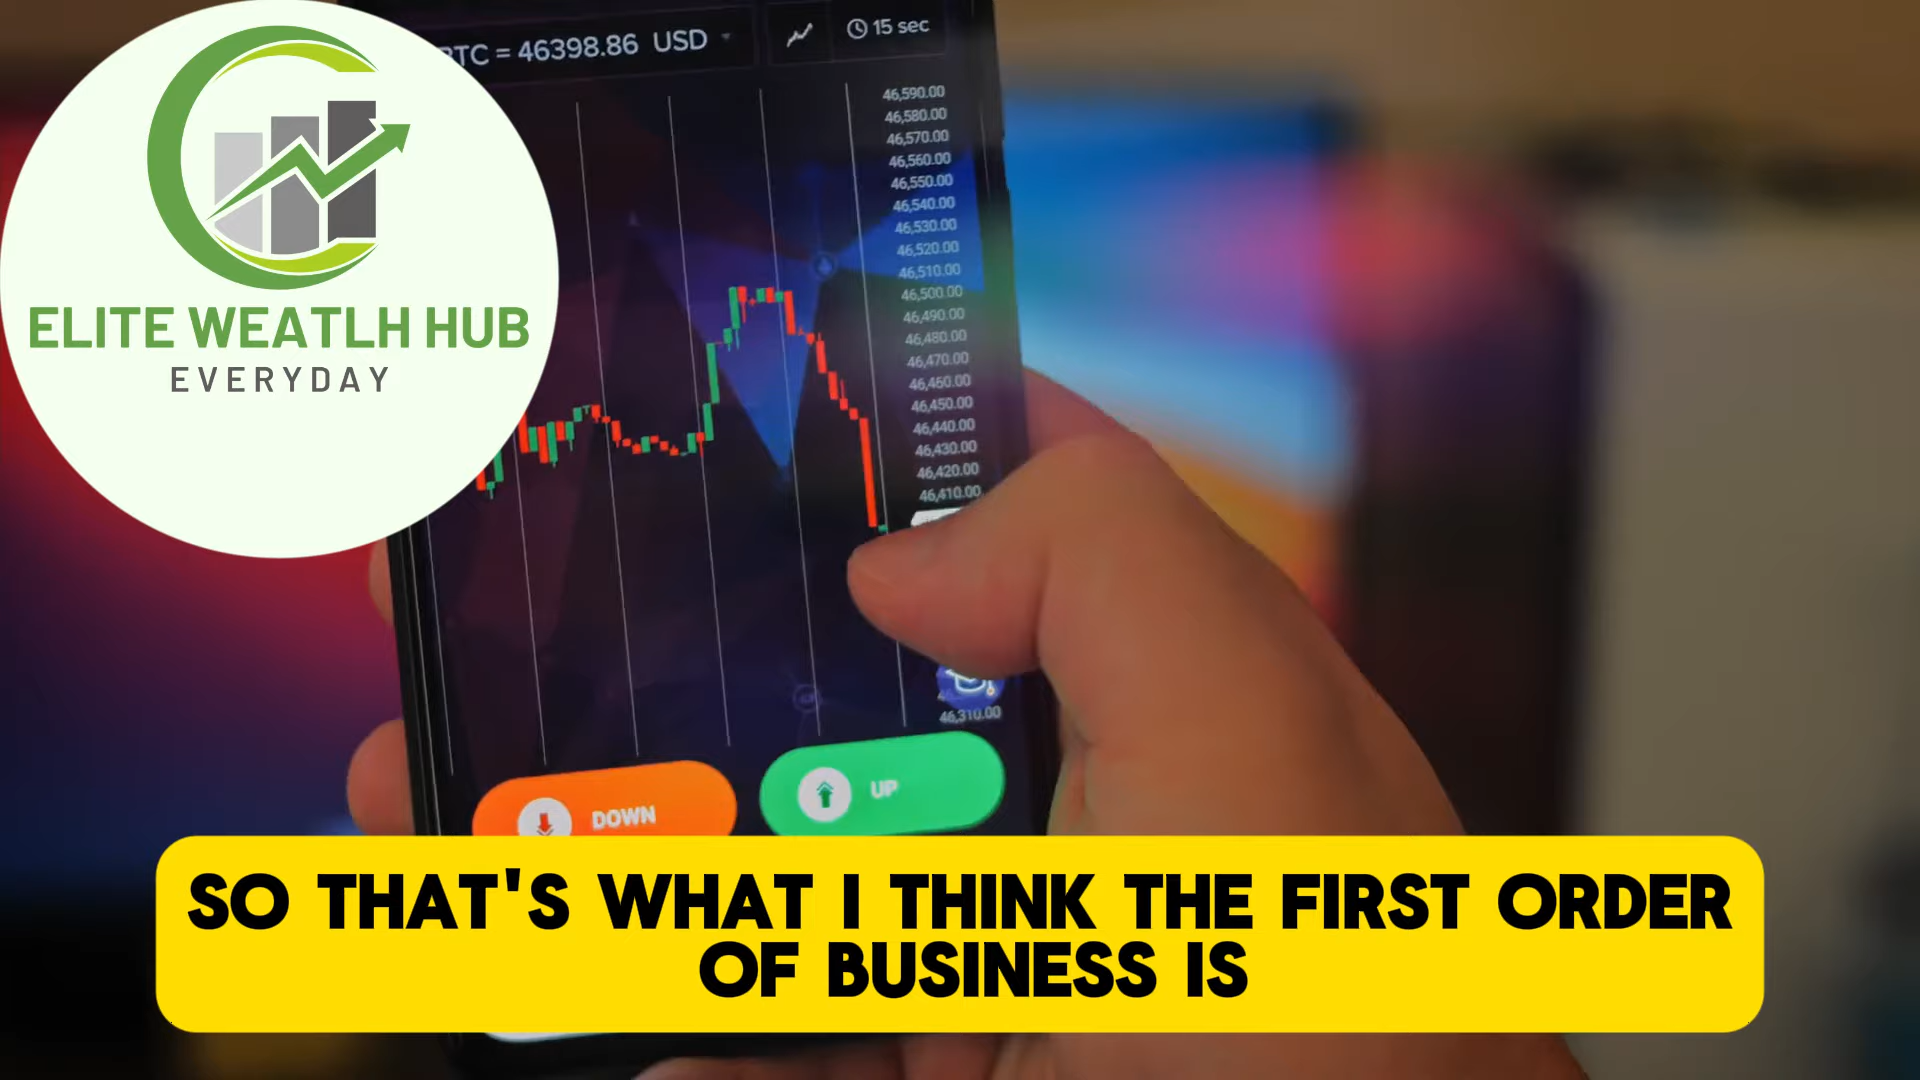 BTC = 46398.86 USD
15 sec
46,590.00
46,580.00
46,570.00
46,560.00
46,550.00
46,540.00
46,530.00
46,520.00
46,510.00
46,500.00
46,490.00
46,480.00
46,470.00
46,460.00
46,450.00
46,440.00
46,430.00
46,420.00
46,410.00
46,310.00
ELITE WEATLH HUB
EVERYDAY
DOWN
UP
SO THAT'S WHAT I THINK THE FIRST ORDER
OF BUSINESS IS